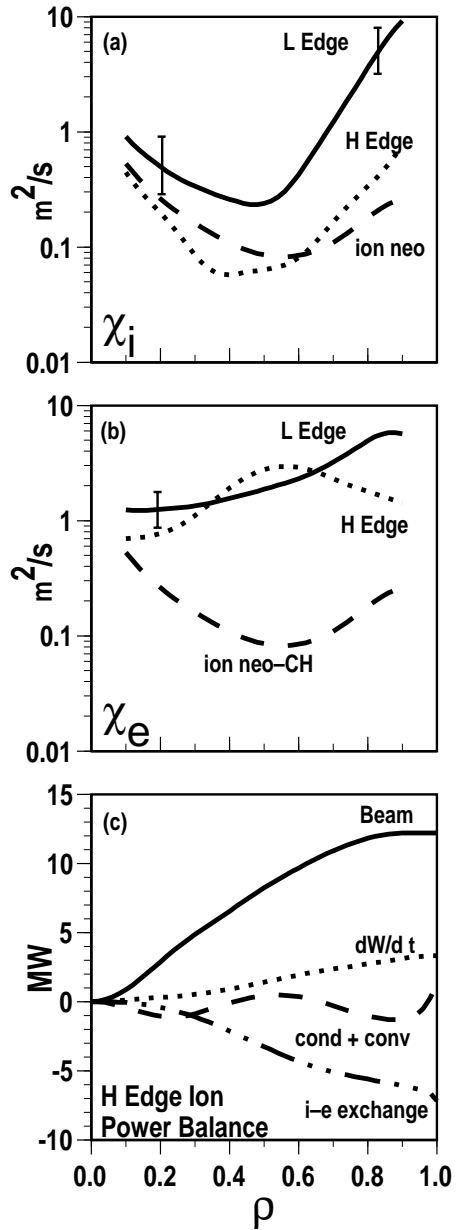 (a)
L Edge
H Edge
ion neo
χi
m²/s
10
1
0.1
0.01
(b)
L Edge
H Edge
ion neo–CH
χe
m²/s
10
1
0.1
0.01
(c)
Beam
dW/d t
cond + conv
i–e exchange
H Edge Ion
Power Balance
MW
15
10
5
0
-5
-10
0.0 0.2 0.4 0.6 0.8 1.0
ρ